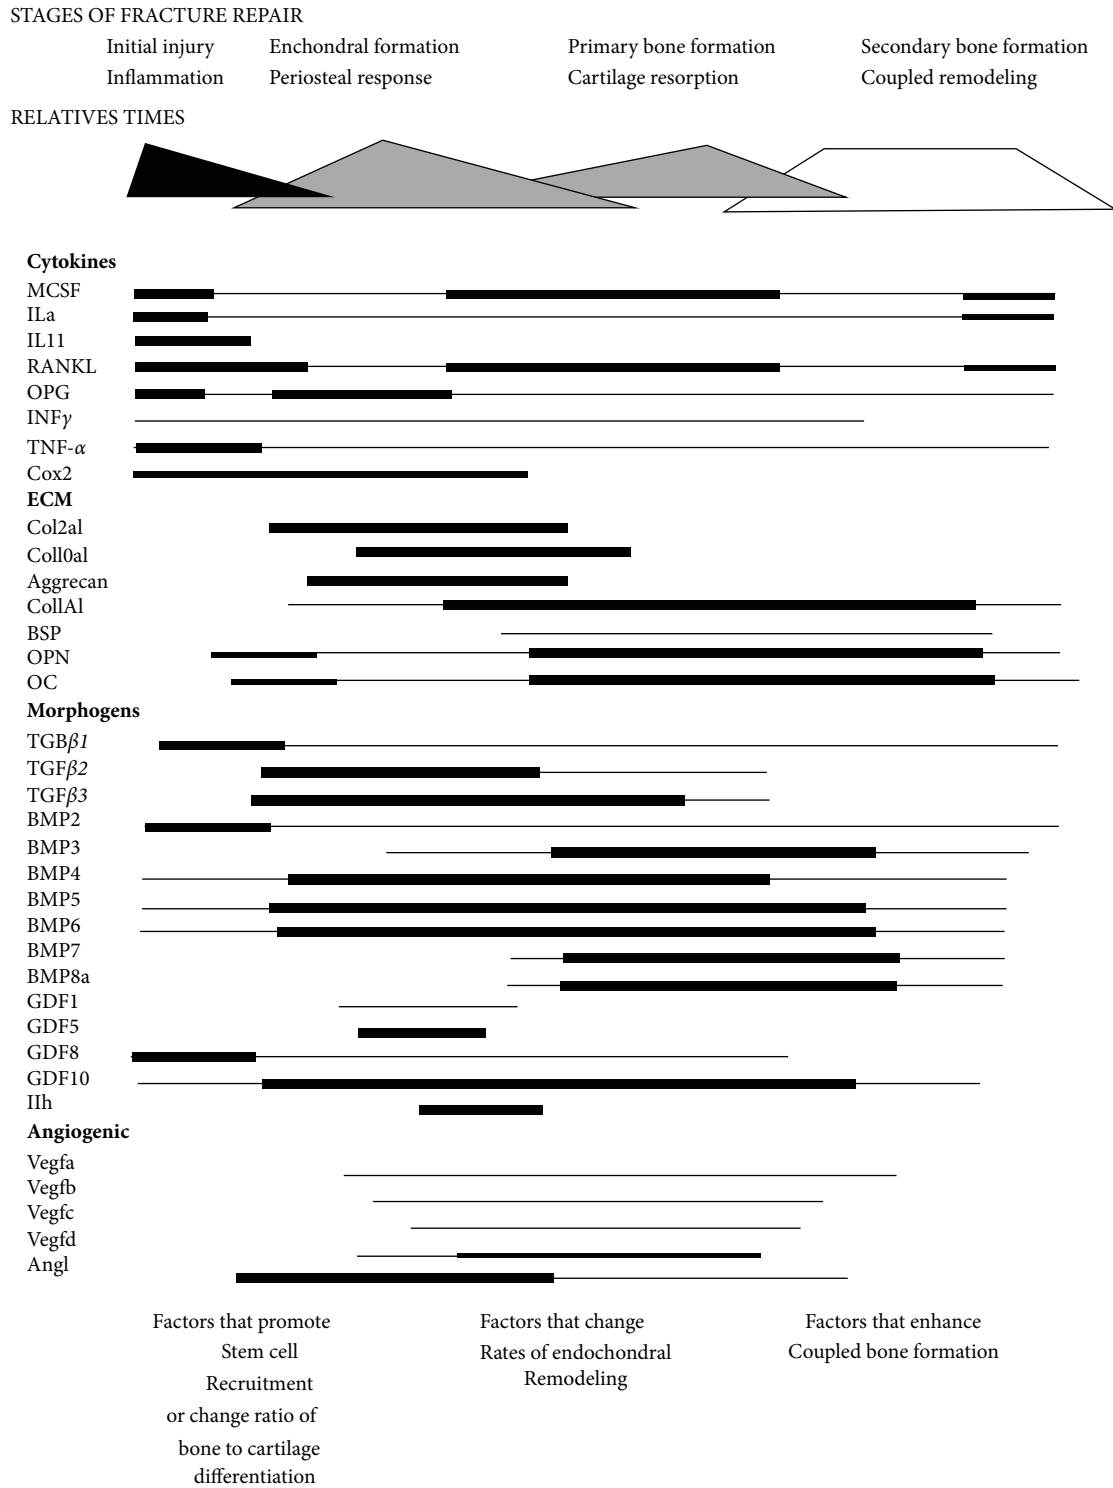 STAGES OF FRACTURE REPAIR
Initial injury Enchondral formation Primary bone formation Secondary bone formation
Inflammation Periosteal response Cartilage resorption Coupled remodeling
RELATIVES TIMES
Cytokines
MCSF
ILa
IL11
RANKL
OPG
INFγ
TNF-α
Cox2
ECM
Col2al
Coll0al
Aggrecan
CollAl
BSP
OPN
OC
Morphogens
TGBβ1
TGFβ2
TGFβ3
BMP2
BMP3
BMP4
BMP5
BMP6
BMP7
BMP8a
GDF1
GDF5
GDF8
GDF10
IIh
Angiogenic
Vegfa
Vegfb
Vegfc
Vegfd
Angl
Factors that promote
Stem cell
Recruitment
or change ratio of
bone to cartilage
differentiation
Factors that change
Rates of endochondral
Remodeling
Factors that enhance
Coupled bone formation